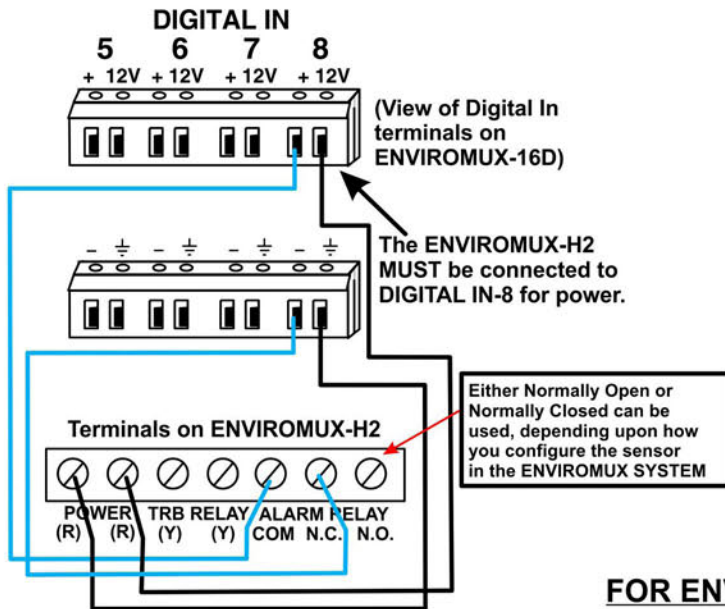 DIGITAL IN
5 6 7 8
+ 12V + 12V + 12V + 12V
(View of Digital In
terminals on
ENVIROMUX-16D)
The ENVIROMUX-H2
MUST be connected to
DIGITAL IN-8 for power.
− ⏚ − ⏚ − ⏚ − ⏚
Either Normally Open or
Normally Closed can be
used, depending upon how
you configure the sensor
in the ENVIROMUX SYSTEM
Terminals on ENVIROMUX-H2
POWER TRB RELAY ALARM RELAY
(R) (R) (Y) (Y) COM N.C. N.O.
FOR ENV